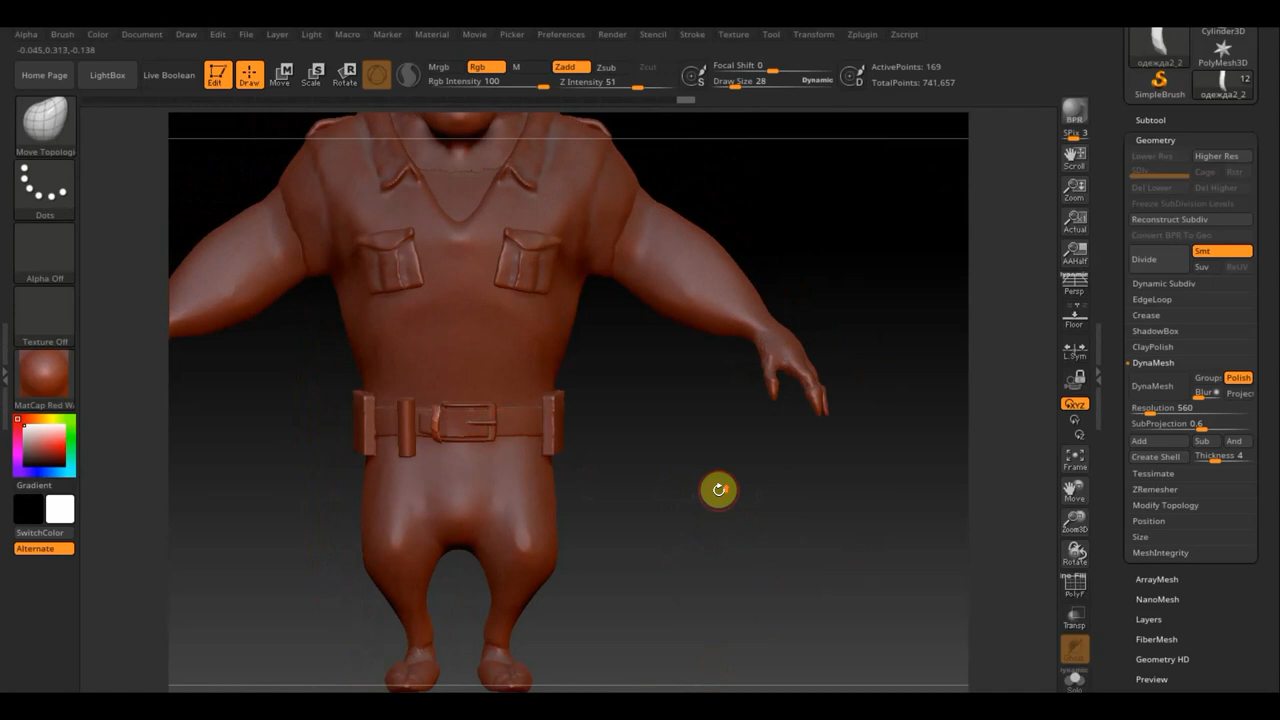 Alpha Brush Color Document Draw Edit File Layer Light Macro Marker Material Movie Picker Preferences Render Stencil Stroke Texture Tool Transform Zplugin Zscript
-0.045,0.313,-0.138
Home Page
LightBox
Live Boolean
Edit
Draw
Move
Scale
Rotate
Mrgb Rgb M
Rgb Intensity 100
Zadd Zsub Zcut
Z Intensity 51
S
Focal Shift 0
Draw Size 28 Dynamic
D
ActivePoints: 169
TotalPoints: 741,657
Move Topologi
Dots
Alpha Off
Texture Off
MatCap Red Wa
Gradient
SwitchColor
Alternate
BPR
SPix 3
Scroll
Zoom
Actual
AAHalf
Dynamic
Persp
Floor
L.Sym
XYZ
Y
Z
Frame
Move
Zoom3D
Rotate
PolyF
Transp
Dynamic
Solo
Cylinder3D
одежда2_2 PolyMesh3D
12
SimpleBrush одежда2_2
Subtool
Geometry
Lower Res Higher Res
SDiv Cage Rstr
Del Lower Del Higher
Freeze SubDivision Levels
Reconstruct Subdiv
Convert BPR To Geo
Divide Smt
Suv ReUV
Dynamic Subdiv
EdgeLoop
Crease
ShadowBox
ClayPolish
DynaMesh
DynaMesh Group: Polish
Blur Projec
Resolution 560
SubProjection 0.6
Add Sub And
Create Shell Thickness 4
Tessimate
ZRemesher
Modify Topology
Position
Size
MeshIntegrity
ArrayMesh
NanoMesh
Layers
FiberMesh
Geometry HD
Preview